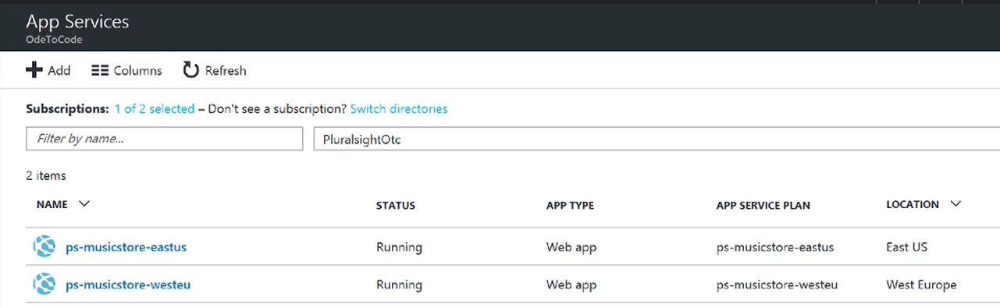 App Services
OdeToCode
Add Columns Refresh
Subscriptions: 1 of 2 selected – Don't see a subscription? Switch directories
Filter by name... PluralsightOtc
2 items
NAME STATUS APP TYPE APP SERVICE PLAN LOCATION
ps-musicstore-eastus Running Web app ps-musicstore-eastus East US
ps-musicstore-westeu Running Web app ps-musicstore-westeu West Europe